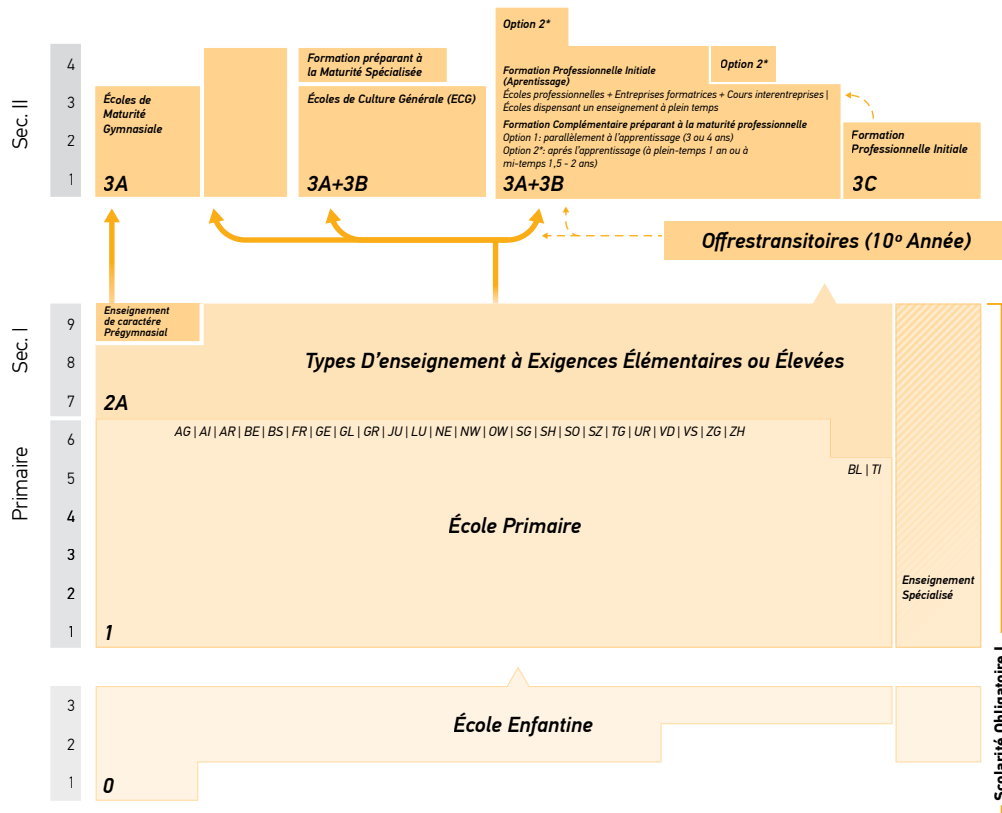 Sec. II
4
3
2
1
Écoles de
Maturité
Gymnasiale
3A
Formation préparant à
la Maturité Spécialisée
Écoles de Culture Générale (ECG)
3A+3B
Option 2*
Option 2*
Formation Professionnelle Initiale
(Aprentissage)
Écoles professionnelles + Entreprises formatrices + Cours interentreprises |
Écoles dispensant un enseignement à plein temps
Formation Complémentaire préparant à la maturité professionnelle
Option 1: parallèlement à l'apprentissage (3 ou 4 ans)
Option 2*: aprés l'apprentissage (à plein-temps 1 an ou à
mi-temps 1,5 - 2 ans)
3A+3B
Formation
Professionnelle Initiale
3C
Offrestransitoires (10º Année)
Sec. I
9
8
7
Enseignement
de caractére
Prégymnasial
Types D'enseignement à Exigences Élémentaires ou Élevées
2A
Primaire
6
5
4
3
2
1
AG | AI | AR | BE | BS | FR | GE | GL | GR | JU | LU | NE | NW | OW | SG | SH | SO | SZ | TG | UR | VD | VS | ZG | ZH
BL | TI
École Primaire
1
Enseignement
Spécialisé
3
2
1
École Enfantine
0
Scolarité Obligatoire